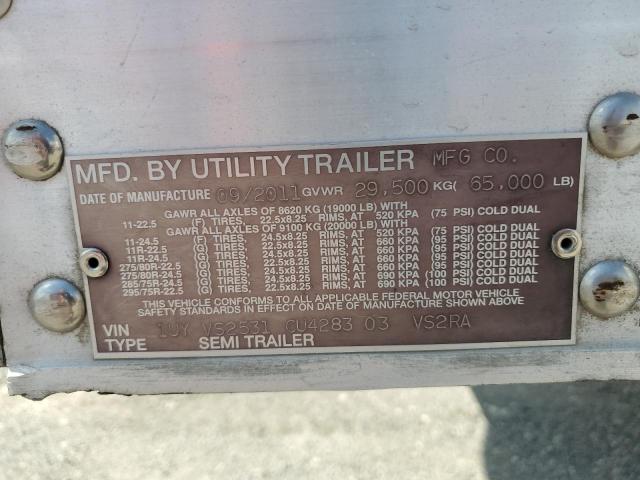 MFD. BY UTILITY TRAILER MFG CO.
DATE OF MANUFACTURE 09/2011 GVWR 29,500 KG( 65,000 LB)
GAWR ALL AXLES OF 8620 KG (19000 LB) WITH
11-22.5 (F) TIRES, 22.5x8.25 RIMS, AT 520 KPA (75 PSI) COLD DUAL
GAWR ALL AXLES OF 9100 KG (20000 LB) WITH
11-24.5 (F) TIRES, 24.5x8.25 RIMS, AT 520 KPA (75 PSI) COLD DUAL
11R-22.5 (G) TIRES, 22.5x8.25 RIMS, AT 660 KPA (95 PSI) COLD DUAL
11R-24.5 (G) TIRES, 24.5x8.25 RIMS, AT 660 KPA (95 PSI) COLD DUAL
275/80R-22.5 (G) TIRES, 22.5x8.25 RIMS, AT 660 KPA (95 PSI) COLD DUAL
275/80R-24.5 (G) TIRES, 24.5x8.25 RIMS, AT 660 KPA (95 PSI) COLD DUAL
285/75R-24.5 (G) TIRES, 24.5x8.25 RIMS, AT 690 KPA (100 PSI) COLD DUAL
295/75R-22.5 (G) TIRES, 22.5x8.25 RIMS, AT 690 KPA (100 PSI) COLD DUAL
THIS VEHICLE CONFORMS TO ALL APPLICABLE FEDERAL MOTOR VEHICLE
SAFETY STANDARDS IN EFFECT ON DATE OF MANUFACTURE SHOWN ABOVE
VIN 1UY VS2531 CU4283 03 VS2RA
TYPE SEMI TRAILER